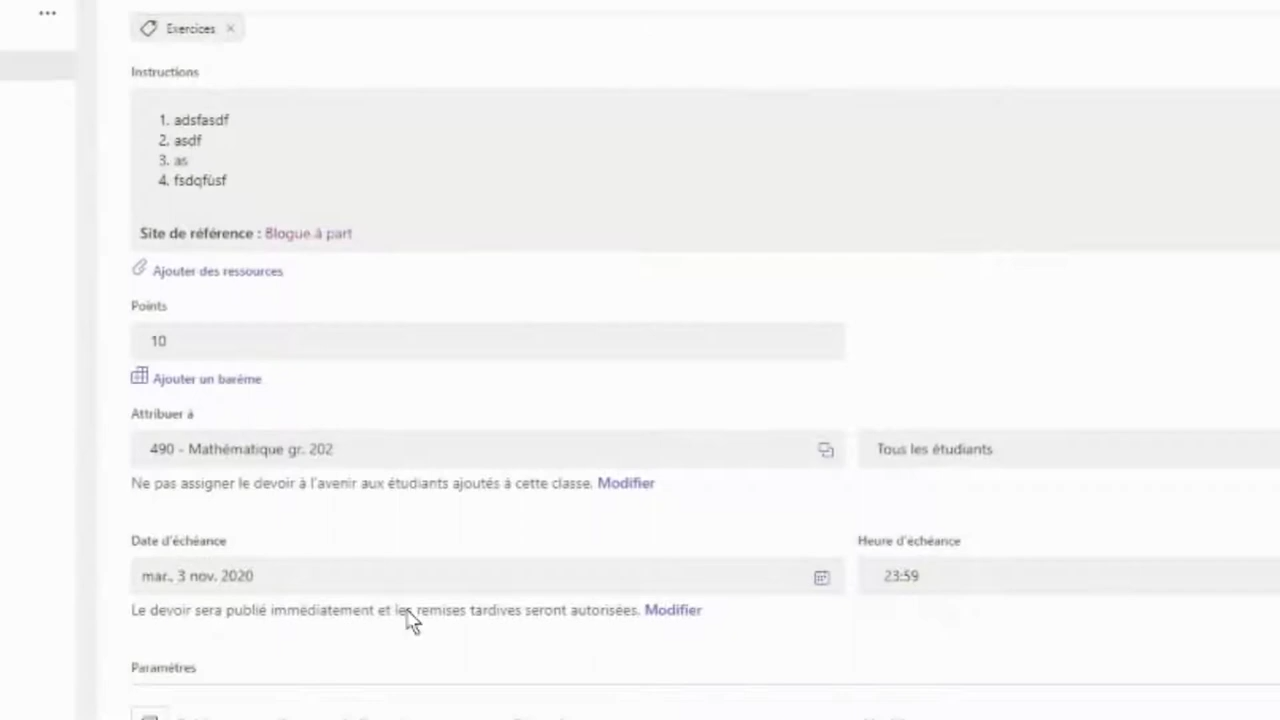 Exercices
Instructions
1. adsfasdf
2. asdf
3. as
4. fsdqfusf
Site de référence : Blogue à part
Ajouter des ressources
Points
10
Ajouter un barème
Attribuer à
490 - Mathématique gr. 202
Tous les étudiants
Ne pas assigner le devoir à l'avenir aux étudiants ajoutés à cette classe. Modifier
Date d'échéance
Heure d'échéance
mar., 3 nov. 2020
23:59
Le devoir sera publié immédiatement et les remises tardives seront autorisées. Modifier
Paramètres